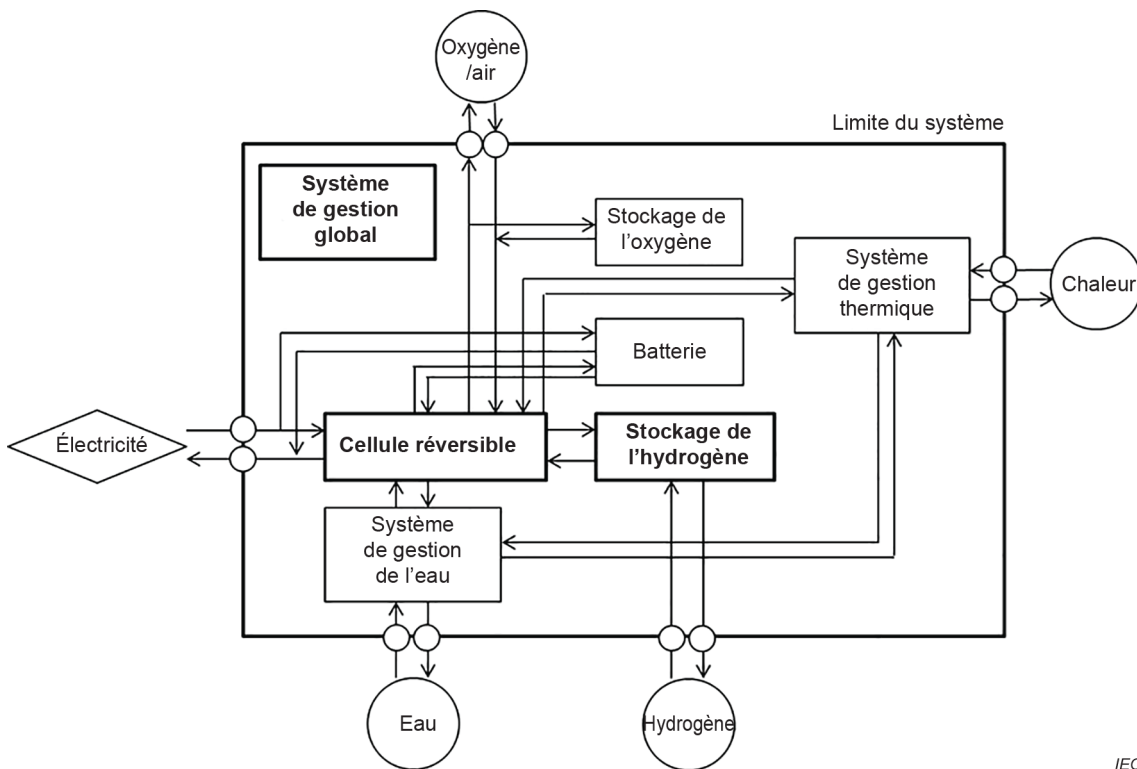 Oxygène
/air
Limite du système
Système
de gestion
global
Stockage de
l'oxygène
Système
de gestion
thermique
Chaleur
Batterie
Électricité
Cellule réversible
Stockage de
l'hydrogène
Système
de gestion
de l'eau
Eau
Hydrogène
IEC